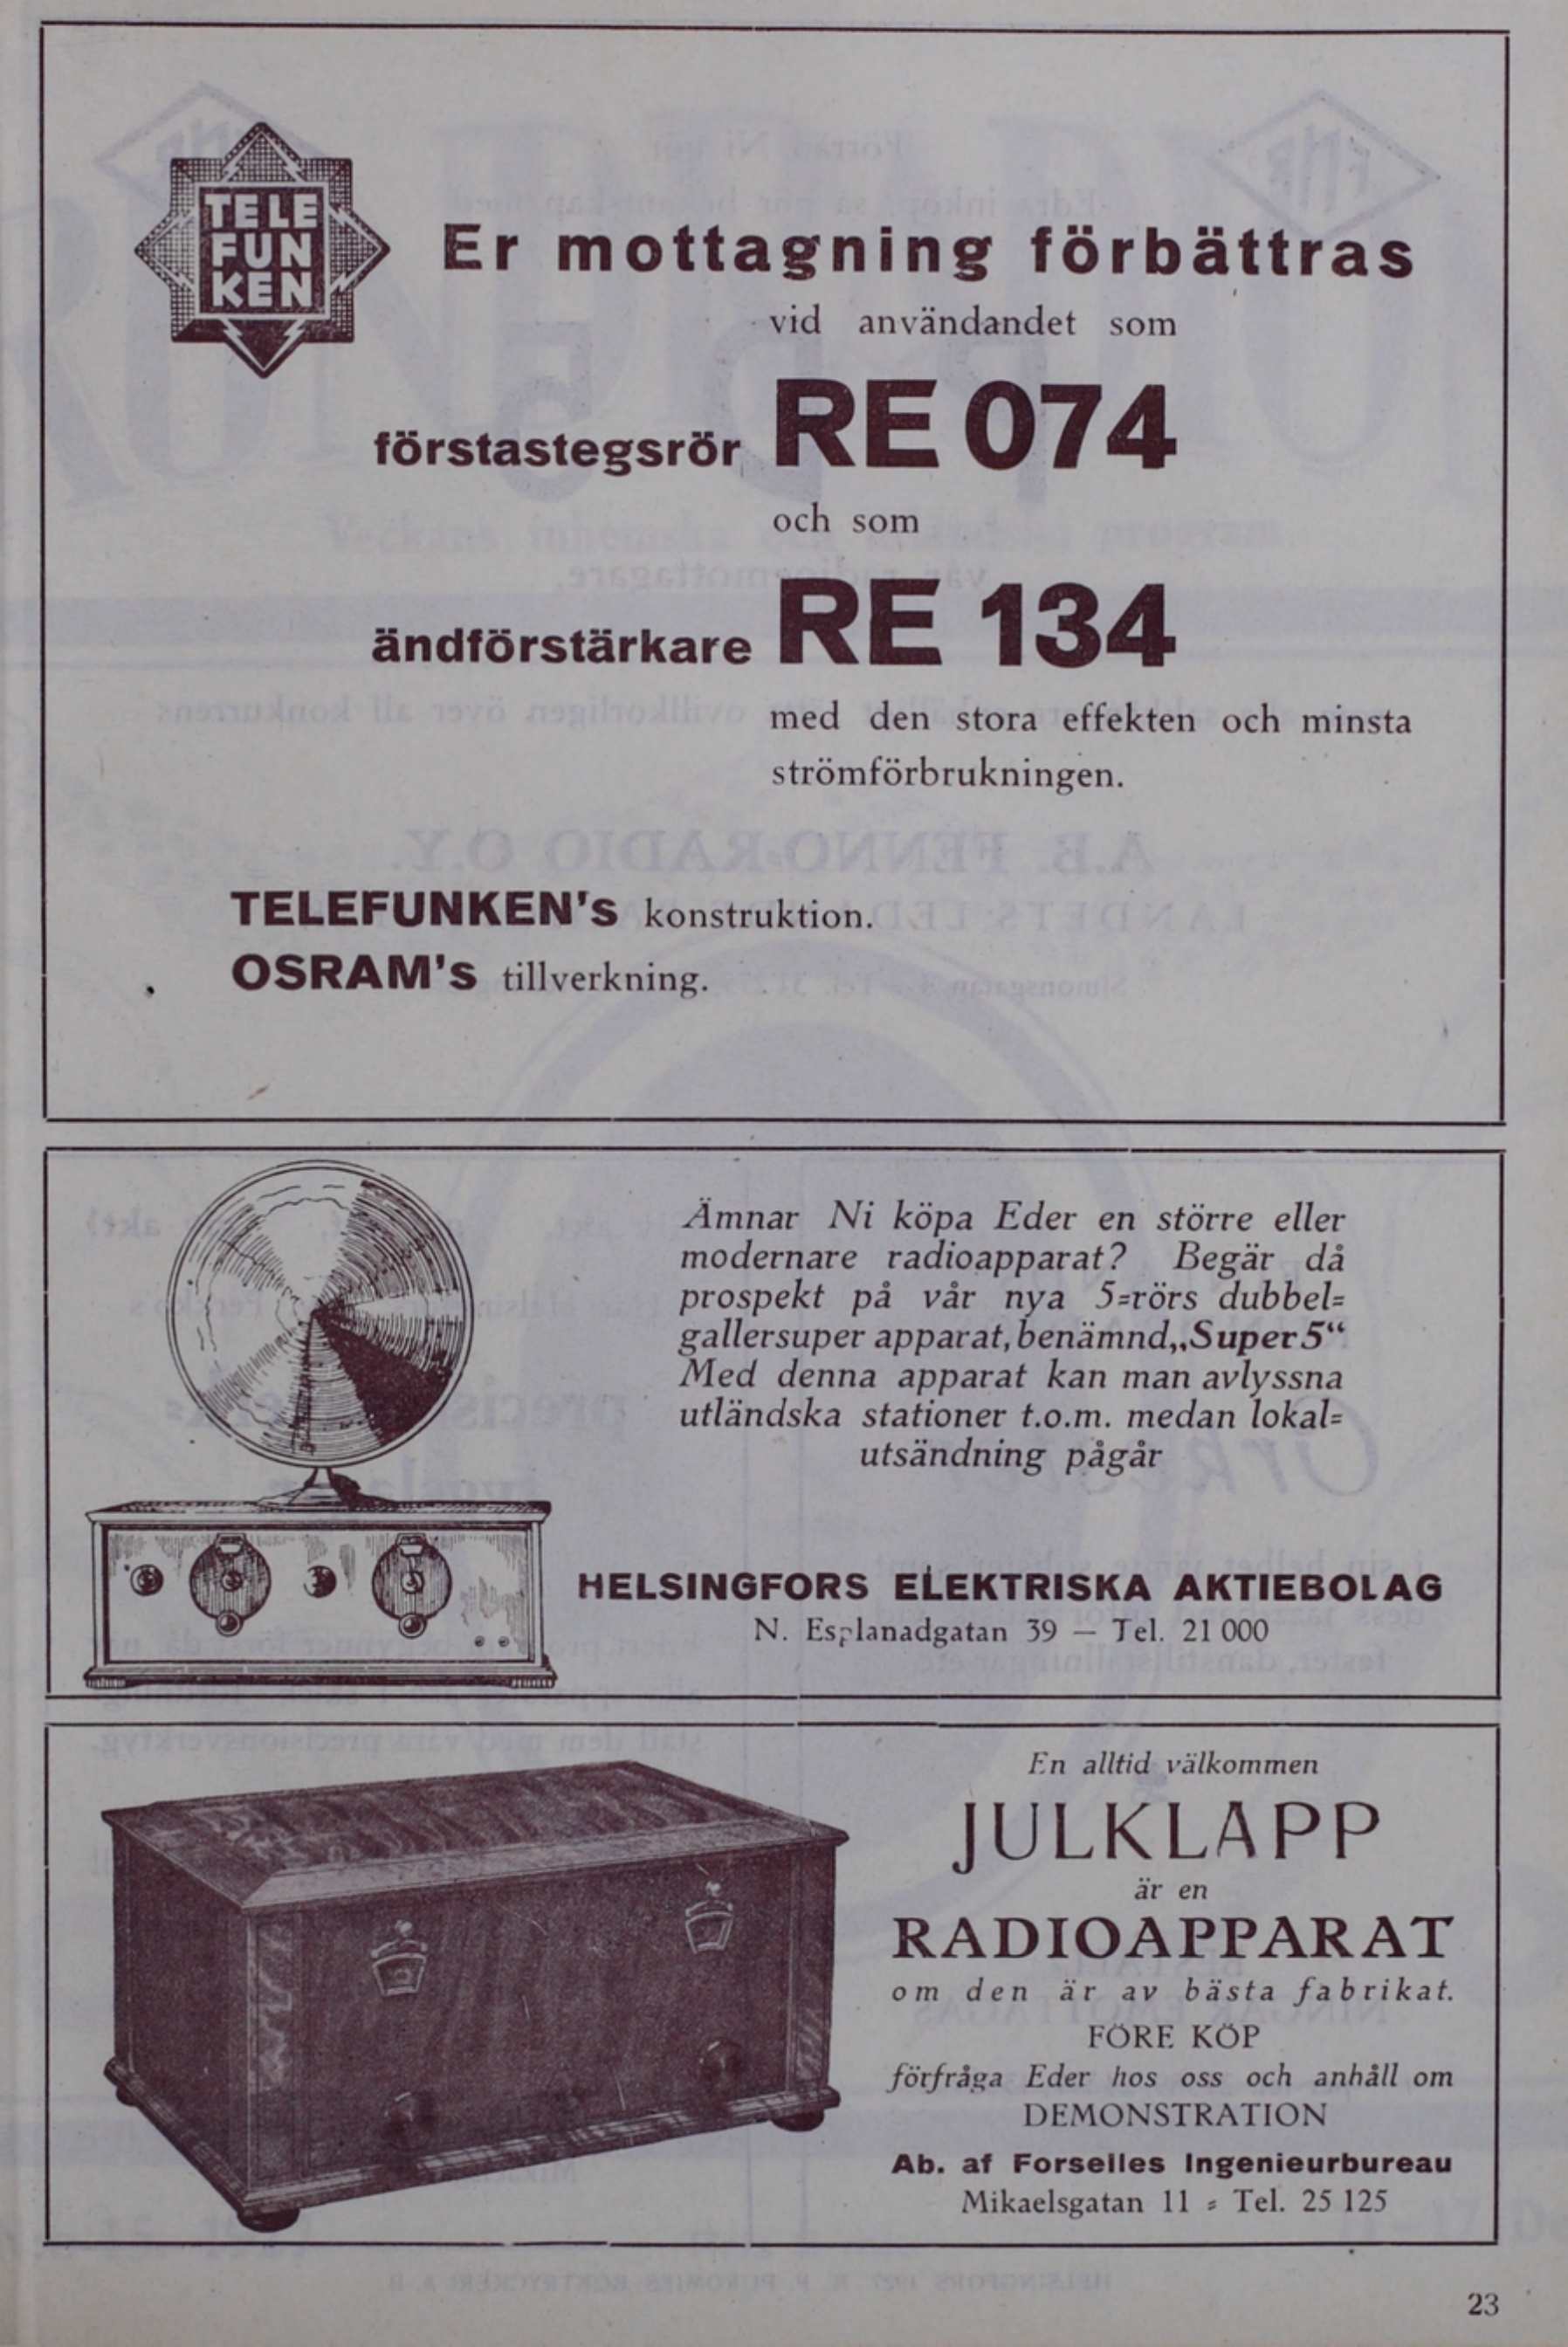 TELE
FUN
KEN
Er mottagning förbättras
vid användandet som
förstastegsrör RE 074
och som
ändförstärkare RE 134
med den stora effekten och minsta
strömförbrukningen.
TELEFUNKEN's konstruktion.
OSRAM's tillverkning.
Ämnar Ni köpa Eder en större eller
modernare radioapparat? Begär då
prospekt på vår nya 5=rörs dubbel=
gallersuper apparat, benämnd „Super 5“
Med denna apparat kan man avlyssna
utländska stationer t.o.m. medan lokal=
utsändning pågår
HELSINGFORS ELEKTRISKA AKTIEBOLAG
N. Esplanadgatan 39 — Tel. 21 000
En alltid välkommen
JULKLAPP
är en
RADIOAPPARAT
om den är av bästa fabrikat.
FÖRE KÖP
förfråga Eder hos oss och anhåll om
DEMONSTRATION
Ab. af Forselles Ingenieurbureau
Mikaelsgatan 11 = Tel. 25 125
23